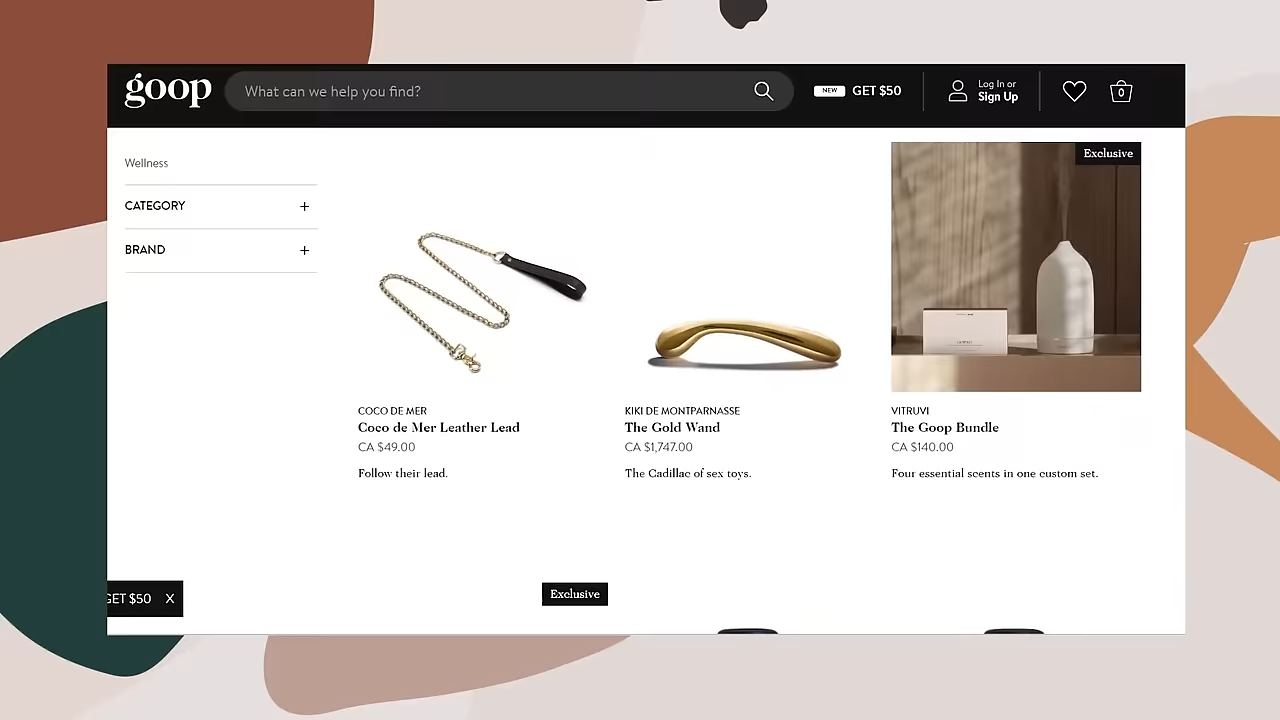 goop
What can we help you find?
NEW GET $50
Log In or
Sign Up
0
Wellness
CATEGORY +
BRAND +
Exclusive
COCO DE MER
Coco de Mer Leather Lead
CA $49.00
Follow their lead.
KIKI DE MONTPARNASSE
The Gold Wand
CA $1,747.00
The Cadillac of sex toys.
VITRUVI
The Goop Bundle
CA $140.00
Four essential scents in one custom set.
GET $50 X
Exclusive